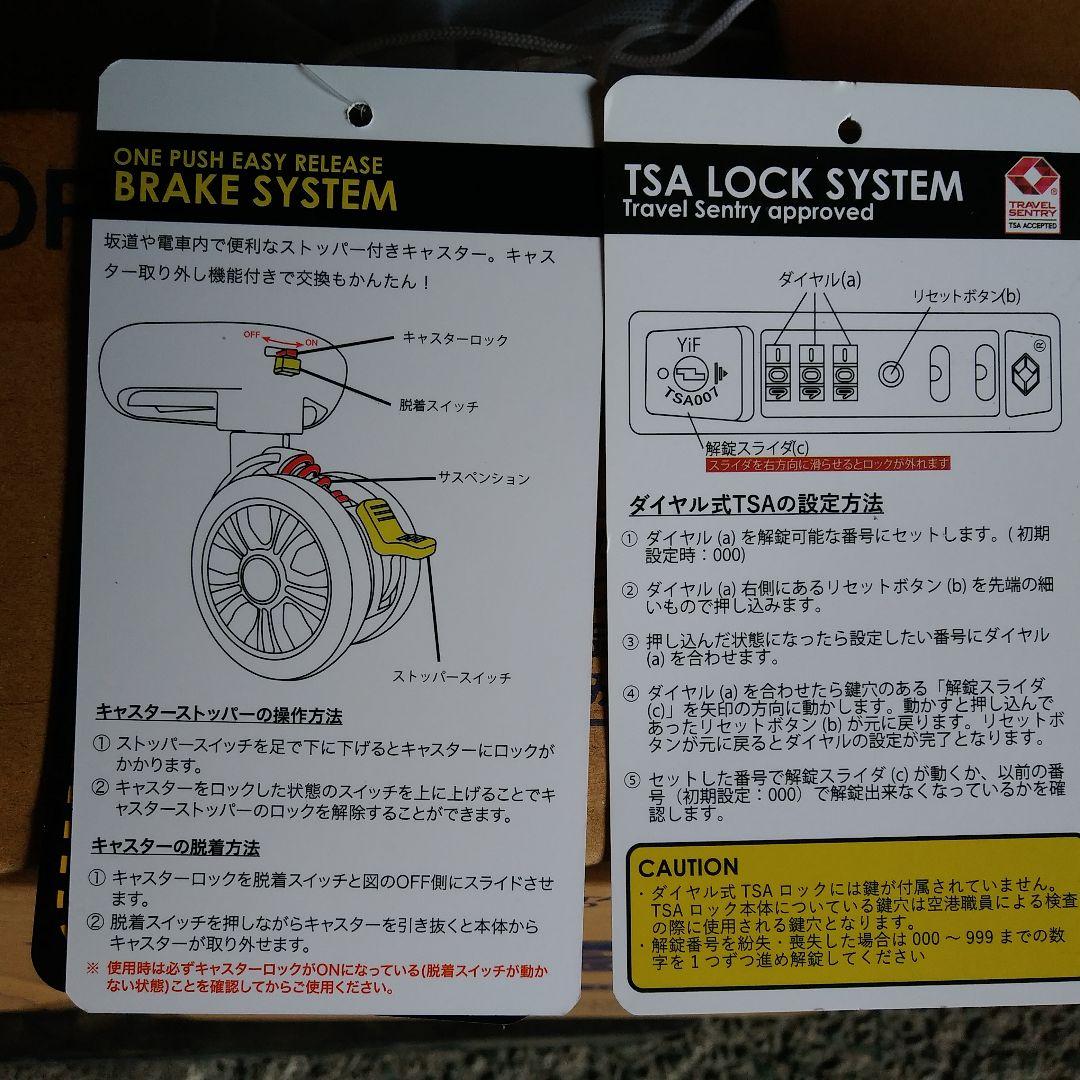 ONE PUSH EASY RELEASE
BRAKE SYSTEM
坂道や電車内で便利なストッパー付きキャスター。キャス
ター取り外し機能付きで交換もかんたん！
OFF
ON
キャスターロック
脱着スイッチ
サスペンション
ストッパースイッチ
キャスターストッパーの操作方法
① ストッパースイッチを足で下に下げるとキャスターにロックが
かかります。
② キャスターをロックした状態のスイッチを上に上げることでキ
ャスターストッパーのロックを解除することができます。
キャスターの脱着方法
① キャスターロックを脱着スイッチと図のOFF側にスライドさせ
ます。
② 脱着スイッチを押しながらキャスターを引き抜くと本体から
キャスターが取り外せます。
※ 使用時は必ずキャスターロックがONになっている(脱着スイッチが動か
ない状態)ことを確認してからご使用ください。
TSA LOCK SYSTEM
Travel Sentry approved
TRAVEL
SENTRY
®
TSA ACCEPTED
ダイヤル(a)
リセットボタン(b)
YiF
TSA007
®
解錠スライダ(c)
スライダを右方向に滑らせるとロックが外れます
ダイヤル式TSAの設定方法
① ダイヤル (a) を解錠可能な番号にセットします。( 初期
設定時：000)
② ダイヤル (a) 右側にあるリセットボタン (b) を先端の細
いもので押し込みます。
③ 押し込んだ状態になったら設定したい番号にダイヤル
(a) を合わせます。
④ ダイヤル (a) を合わせたら鍵穴のある「解錠スライダ
(c)」を矢印の方向に動かします。動かすと押し込んで
あったリセットボタン (b) が元に戻ります。リセットボ
タンが元に戻るとダイヤルの設定が完了となります。
⑤ セットした番号で解錠スライダ (c) が動くか、以前の番
号（初期設定：000）で解錠出来なくなっているかを確
認します。
CAUTION
・ダイヤル式 TSA ロックには鍵が付属されていません。
TSA ロック本体についている鍵穴は空港職員による検査
の際に使用される鍵穴となります。
・解錠番号を紛失・喪失した場合は 000 ～ 999 までの数
字を 1 つずつ進め解錠してください